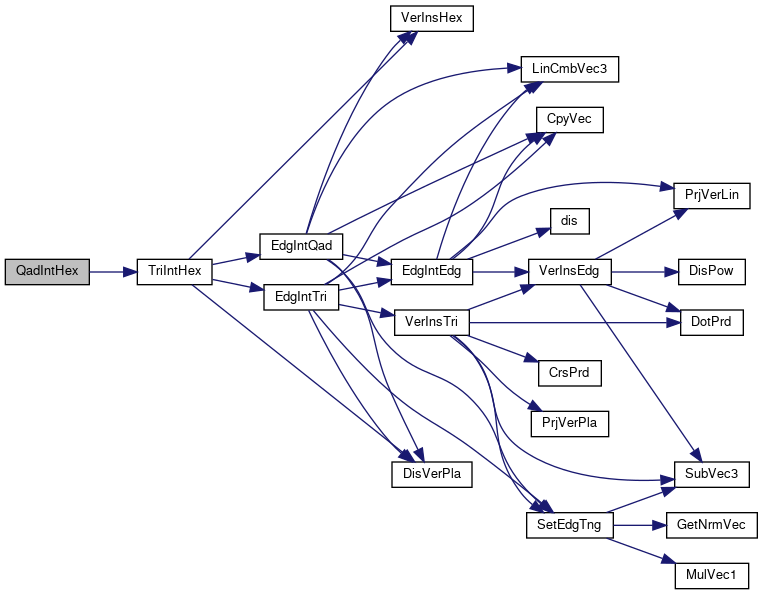 VerInsHex
LinCmbVec3
CpyVec
PrjVerLin
dis
EdgIntQad
QadIntHex
TriIntHex
EdgIntEdg
VerInsEdg
DisPow
EdgIntTri
VerInsTri
DotPrd
CrsPrd
PrjVerPla
DisVerPla
SubVec3
SetEdgTng
GetNrmVec
MulVec1